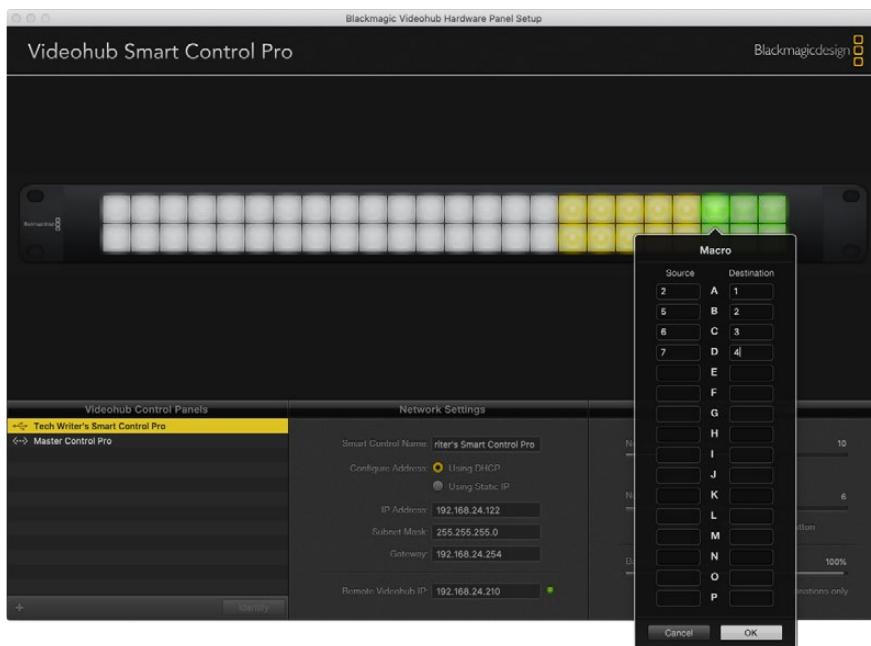 Blackmagic Videohub Hardware Panel Setup
Videohub Smart Control Pro
Blackmagicdesign
Macro
Source Destination
2 A 1
5 B 2
6 C 3
7 D 4
E
F
G
H
I
J
K
L
M
N
O
P
Cancel OK
Videohub Control Panels
Tech Writer's Smart Control Pro
Master Control Pro
+ Identify
Network Settings
Smart Control Name: riter's Smart Control Pro
Configure Address: Using DHCP
Using Static IP
IP Address: 192.168.24.122
Subnet Mask: 255.255.255.0
Gateway: 192.168.24.254
Remote Videohub IP: 192.168.24.210
10
6
100%
only